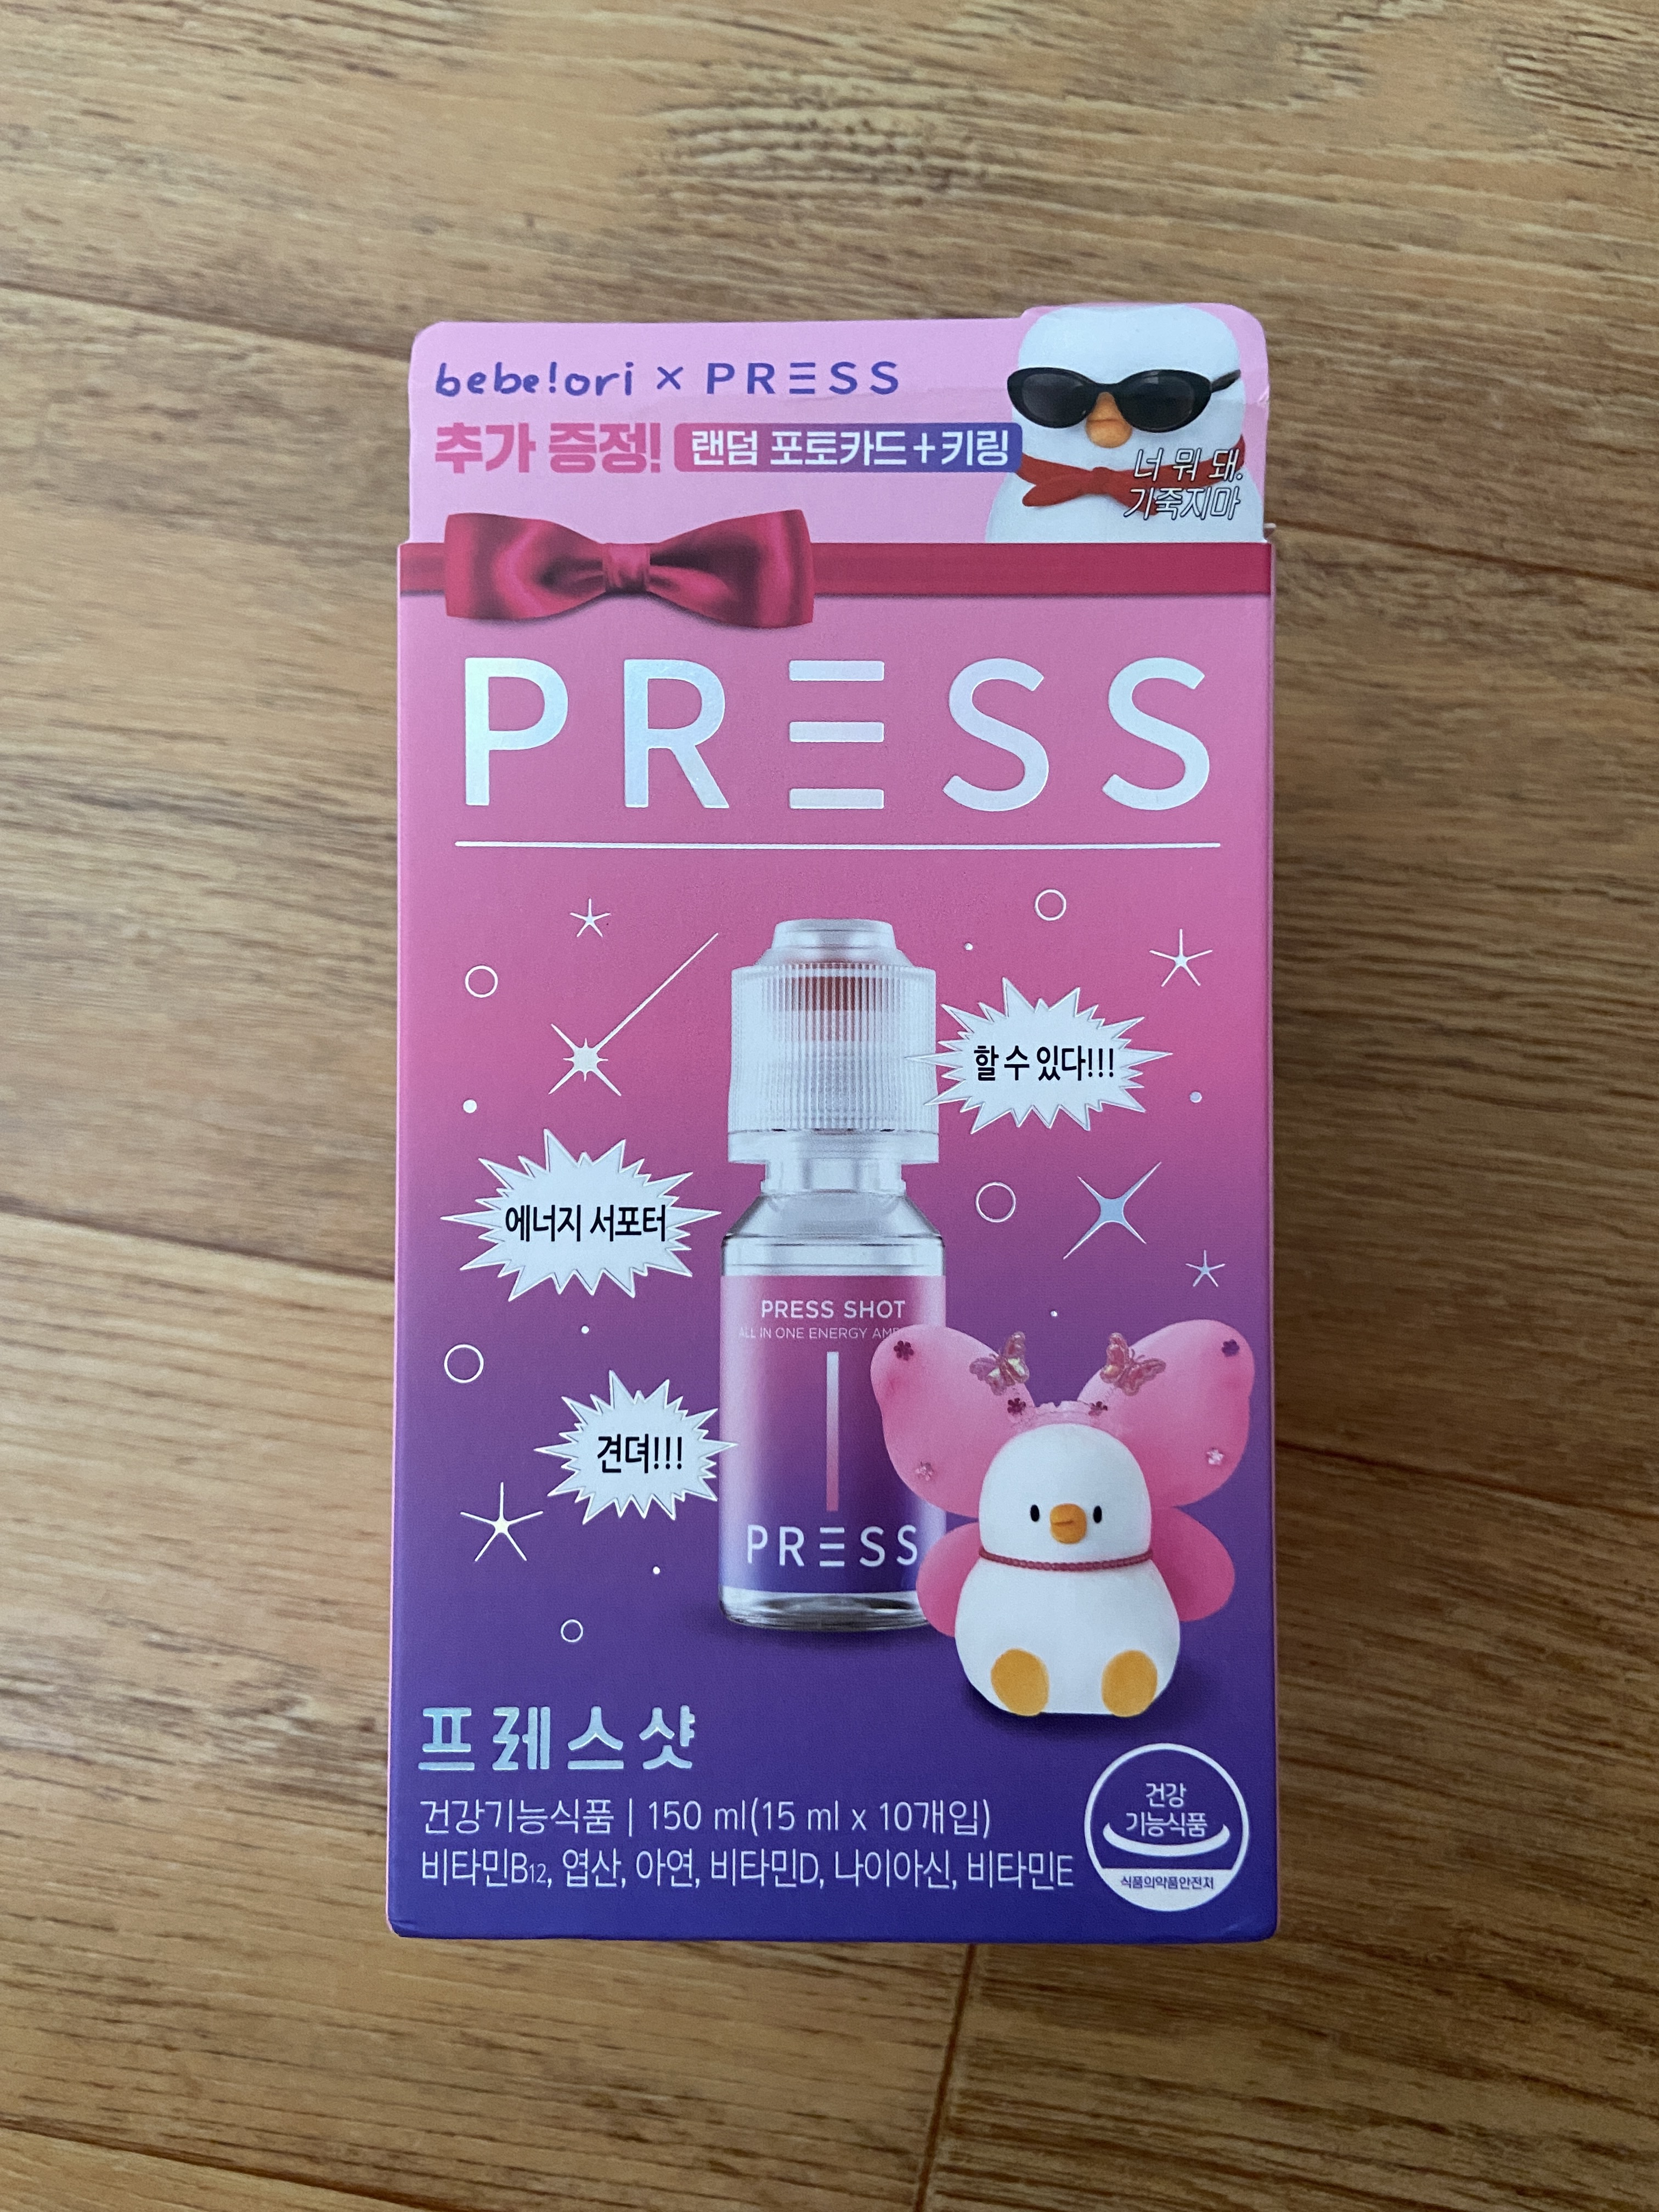 bebe!ori × PRESS
추가 증정! 랜덤 포토카드+키링
너 뭐 돼.
기죽지마
PRESS
할 수 있다!!!
에너지 서포터
PRESS SHOT
ALL IN ONE ENERGY
견뎌!!!
PRESS
프레스샷
건강기능식품 | 150 ml(15 ml x 10개입)
비타민B12, 엽산, 아연, 비타민D, 나이아신, 비타민E
건강
기능식품
식품의약품안전처